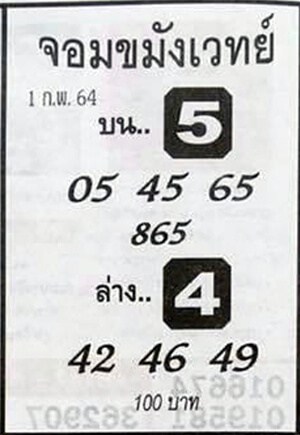 จอมขมังเวทย์
1 ก.พ. 64
บน.. 5
05 45 65
865
ล่าง.. 4
42 46 49
100 บาท